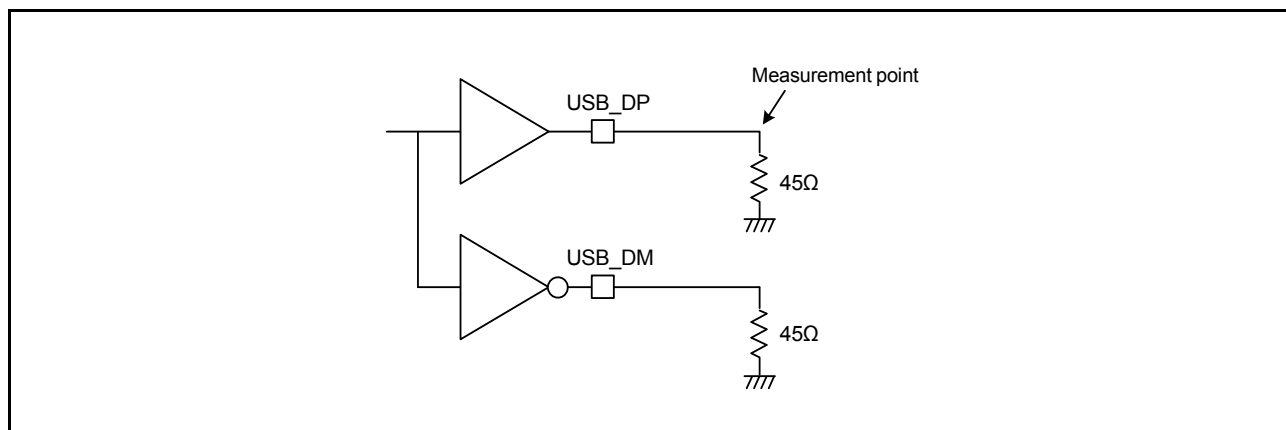 Measurement point
USB_DP
45Ω
USB_DM
45Ω